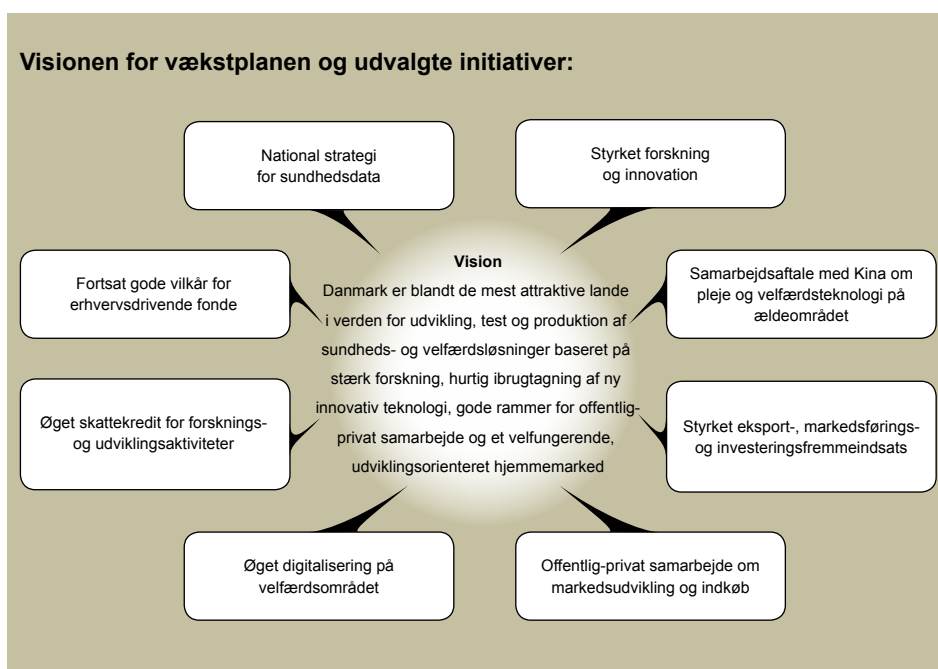 Visionen for vækstplanen og udvalgte initiativer:
National strategi
for sundhedsdata
Styrket forskning
og innovation
Fortsat gode vilkår for
erhvervsdrivende fonde
Vision
Danmark er blandt de mest attraktive lande
i verden for udvikling, test og produktion af
sundheds- og velfærdsløsninger baseret på
stærk forskning, hurtig ibrugtagning af ny
innovativ teknologi, gode rammer for offentlig-
privat samarbejde og et velfungerende,
udviklingsorienteret hjemmemarked
Samarbejdsaftale med Kina om
pleje og velfærdsteknologi på
ældeområdet
Øget skattekredit for forsknings-
og udviklingsaktiviteter
Styrket eksport-, markedsførings-
og investeringsfremmeindsats
Øget digitalisering på
velfærdsområdet
Offentlig-privat samarbejde om
markedsudvikling og indkøb